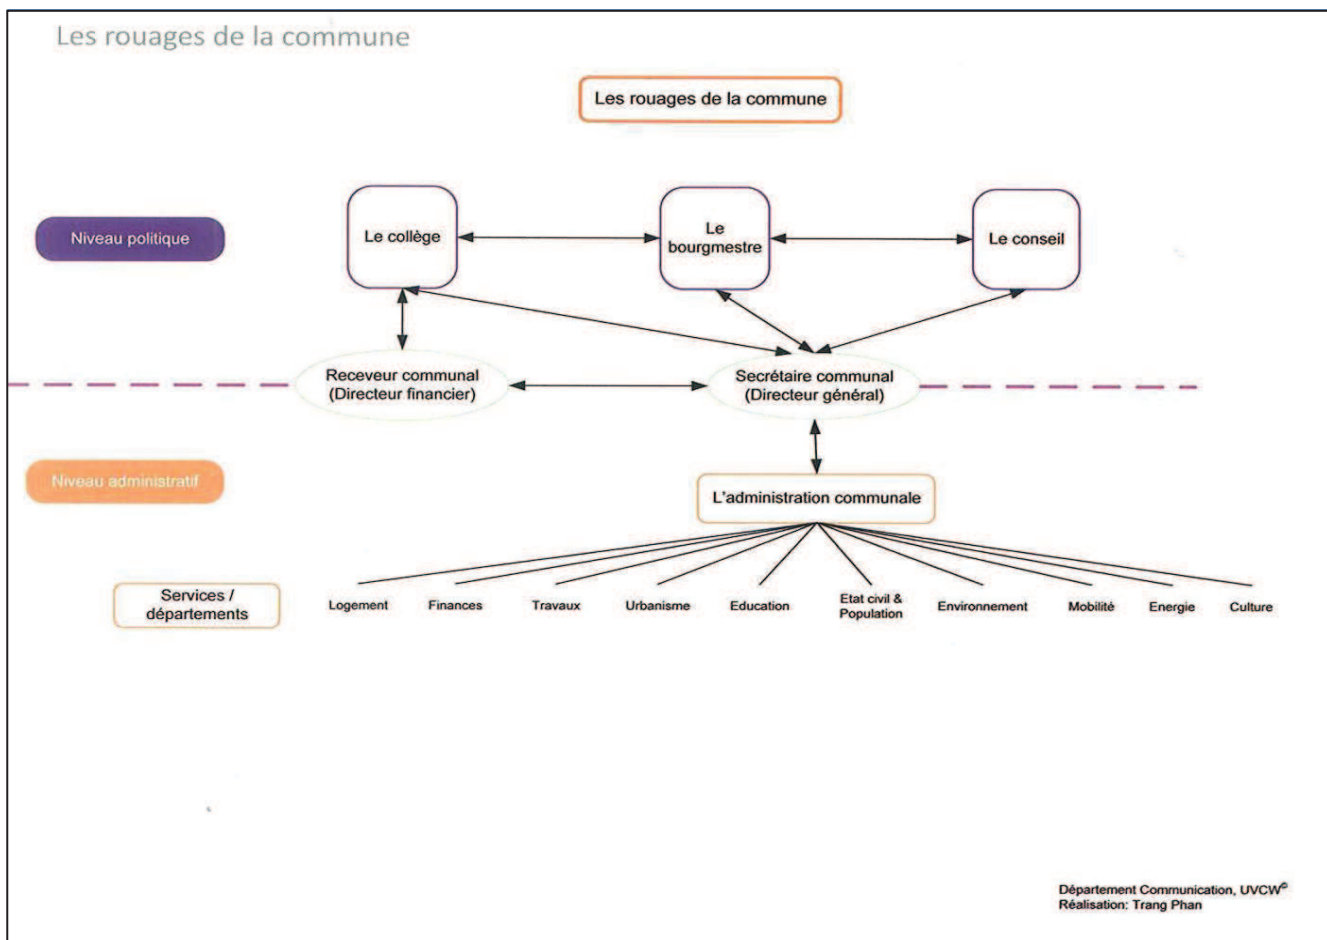 Les rouages de la commune
Les rouages de la commune
Niveau politique
Le collège
Le
bourgmestre
Le conseil
Receveur communal
(Directeur financier)
Secrétaire communal
(Directeur général)
Niveau administratif
L'administration communale
Services /
départements
Logement
Finances
Travaux
Urbanisme
Education
Etat civil &
Population
Environnement
Mobilité
Energie
Culture
Département Communication, UVCW©
Réalisation: Trang Phan